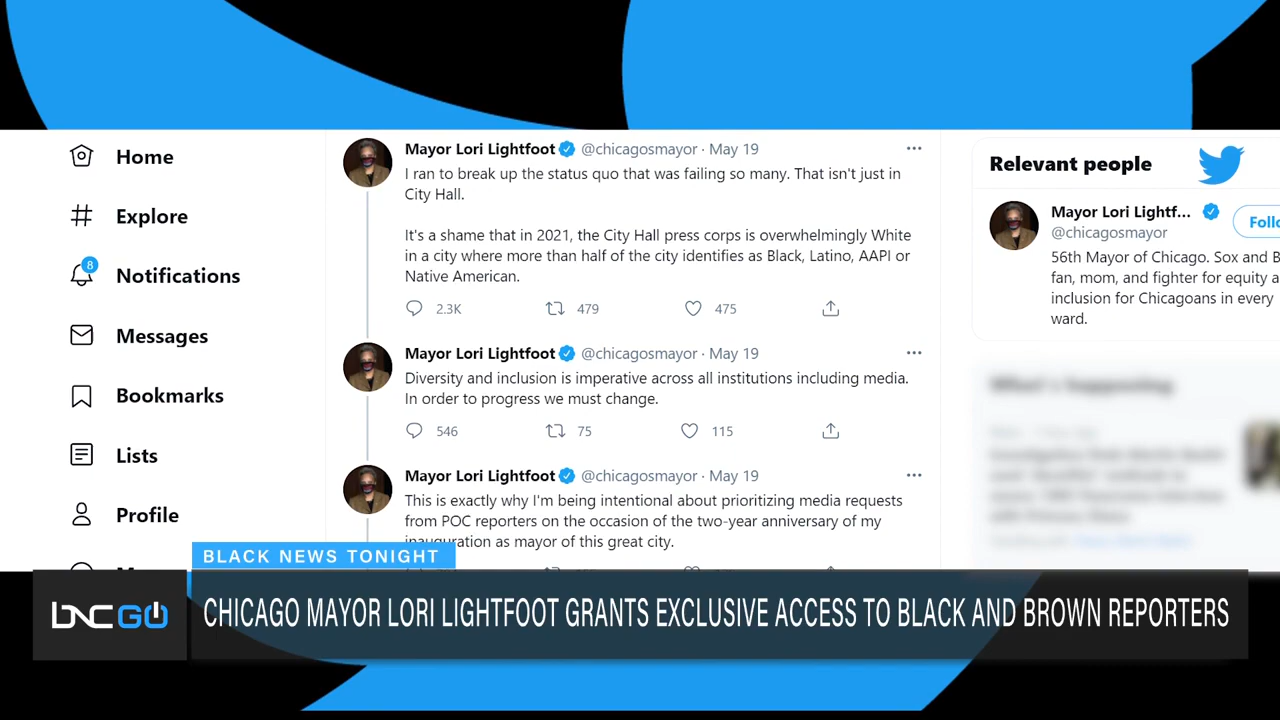 Home
Explore
8
Notifications
Messages
Bookmarks
Lists
Profile
Mayor Lori Lightfoot @chicagosmayor · May 19 ···
I ran to break up the status quo that was failing so many. That isn't just in
City Hall.
It's a shame that in 2021, the City Hall press corps is overwhelmingly White
in a city where more than half of the city identifies as Black, Latino, AAPI or
Native American.
2.3K 479 475
Mayor Lori Lightfoot @chicagosmayor · May 19 ···
Diversity and inclusion is imperative across all institutions including media.
In order to progress we must change.
546 75 115
Mayor Lori Lightfoot @chicagosmayor · May 19 ···
This is exactly why I'm being intentional about prioritizing media requests
from POC reporters on the occasion of the two-year anniversary of my
inauguration as mayor of this great city.
Relevant people
Mayor Lori Lightf...
@chicagosmayor
Follo
56th Mayor of Chicago. Sox and B
fan, mom, and fighter for equity a
inclusion for Chicagoans in every
ward.
What's happening
BLACK NEWS TONIGHT
BNC GO
CHICAGO MAYOR LORI LIGHTFOOT GRANTS EXCLUSIVE ACCESS TO BLACK AND BROWN REPORTERS